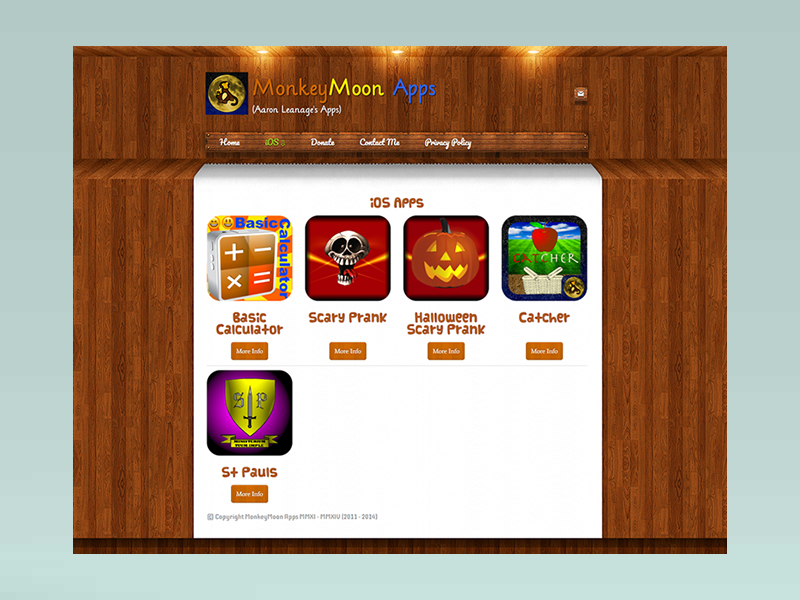 MonkeyMoon Apps
(Aaron Leanage's Apps)
Home iOS Donate Contact Me Privacy Policy
iOS Apps
Basic
Calculator
CATCHER
Basic
Calculator
Scary Prank
Halloween
Scary Prank
Catcher
More Info More Info More Info More Info
S P
St Pauls
More Info
© Copyright MonkeyMoon Apps MMXI - MMXIV (2011 - 2014)